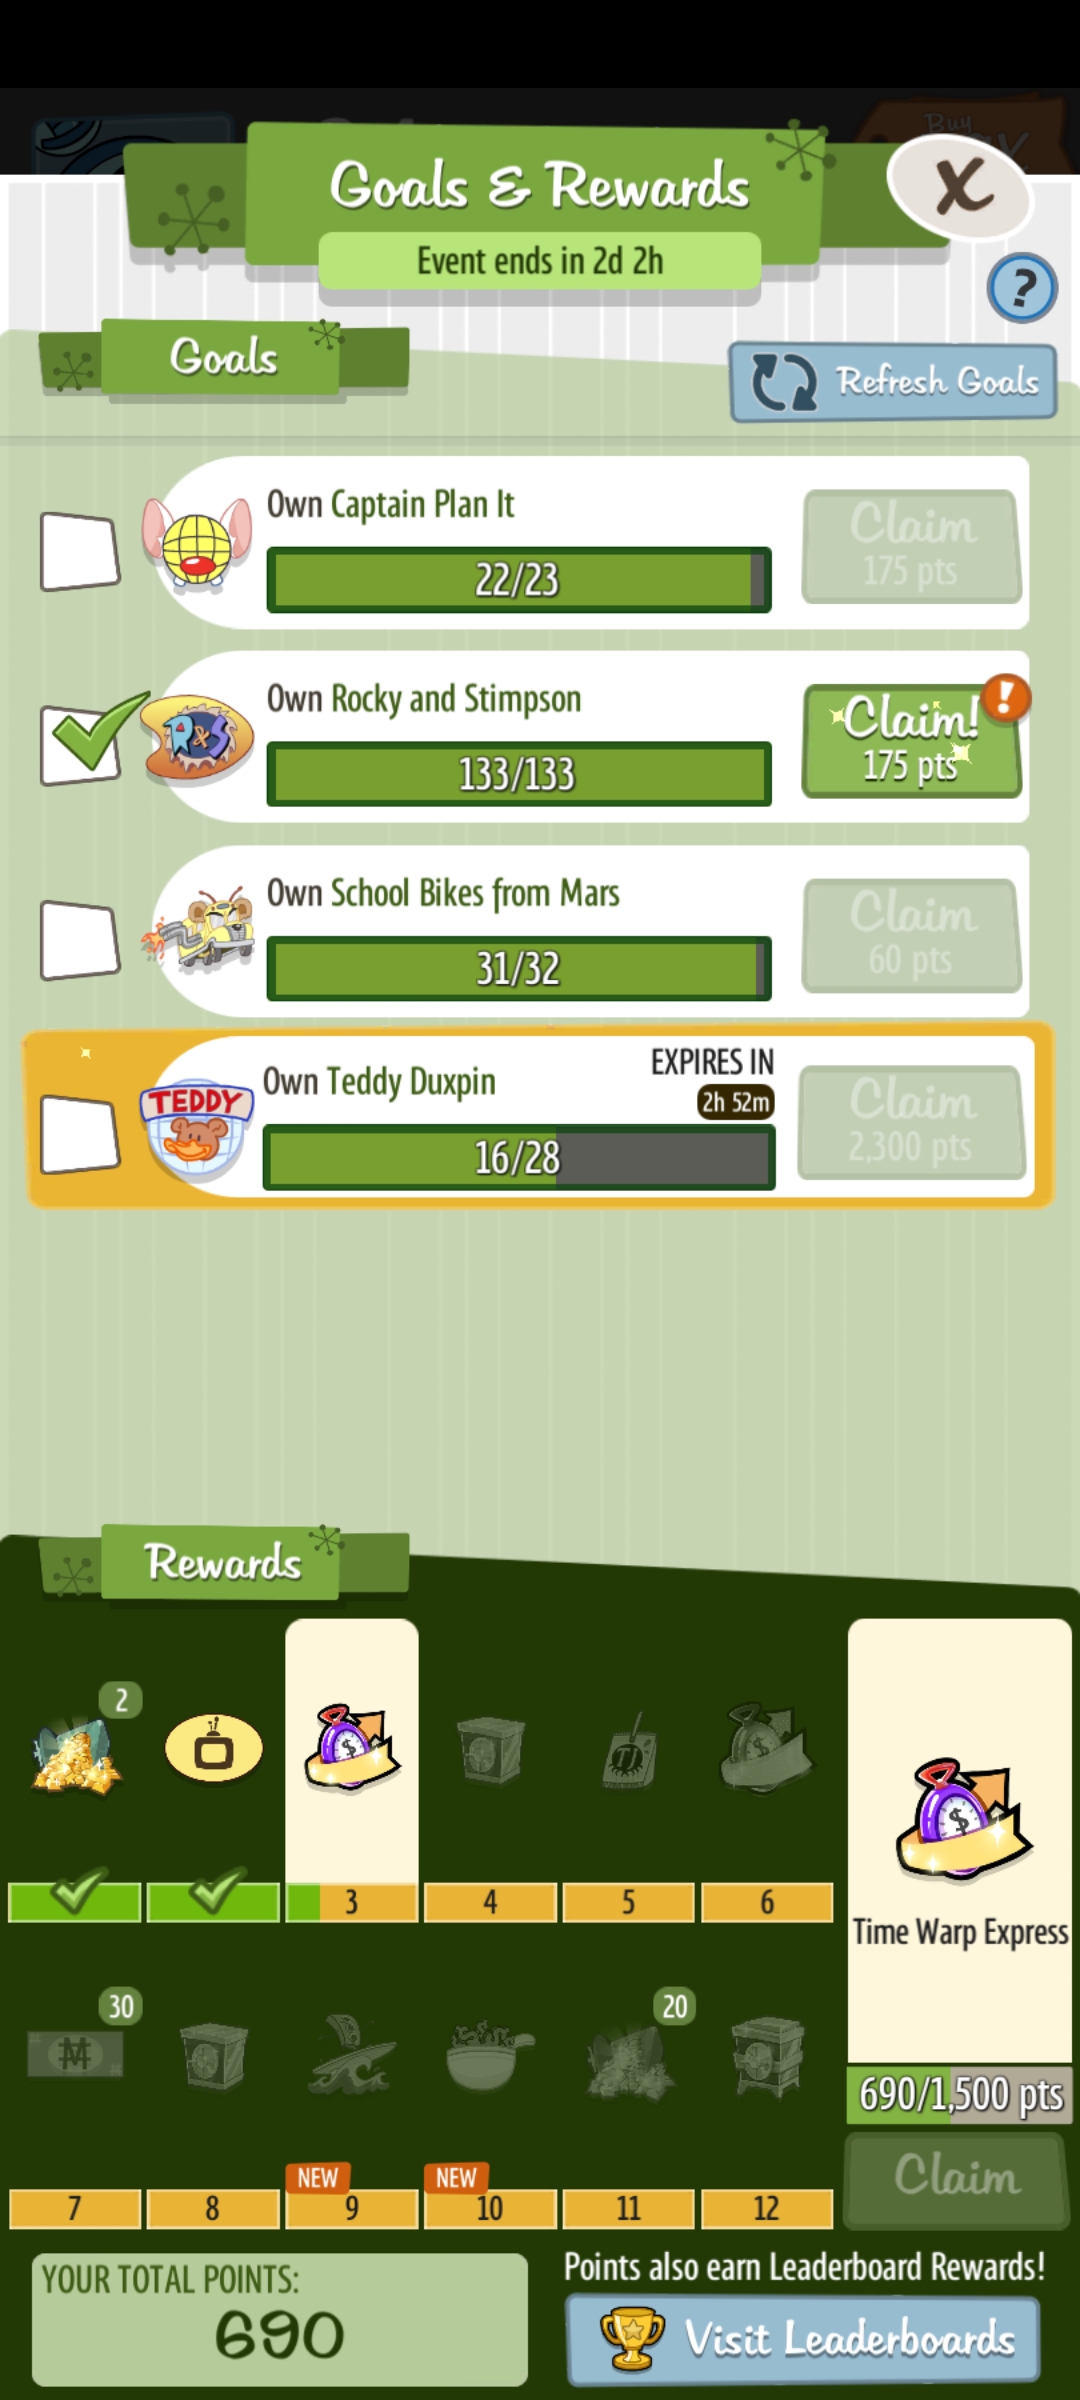 Buy
Goals & Rewards
X
Event ends in 2d 2h
?
Goals
Refresh Goals
Own Captain Plan It
22/23
Claim
175 pts
Own Rocky and Stimpson
R&S
133/133
Claim!
175 pts
!
Own School Bikes from Mars
31/32
Claim
60 pts
Own Teddy Duxpin
EXPIRES IN
2h 52m
TEDDY
16/28
Claim
2,300 pts
Rewards
2
$
$
TJ
3
4
5
6
Time Warp Express
30
20
690/1,500 pts
Claim
NEW
NEW
7
8
9
10
11
12
YOUR TOTAL POINTS:
690
Points also earn Leaderboard Rewards!
Visit Leaderboards